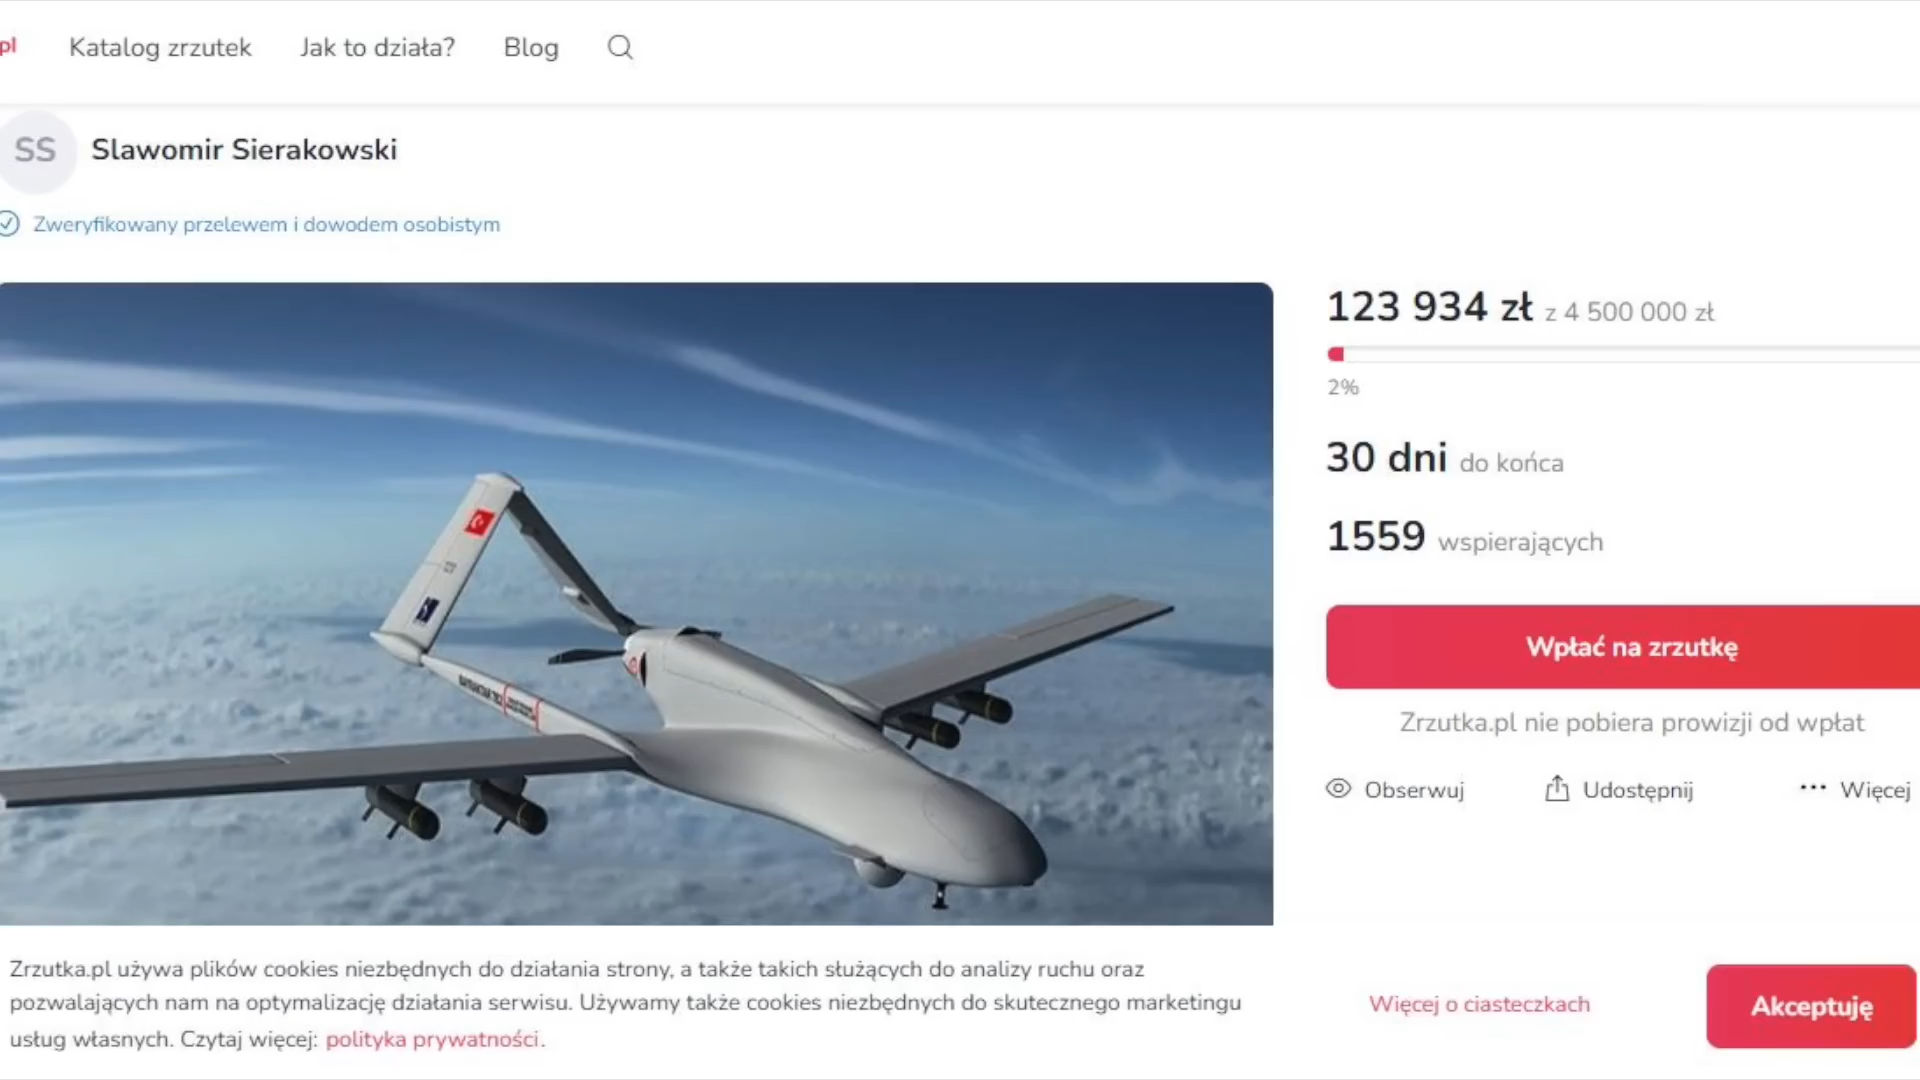 pl Katalog zrzutek Jak to działa? Blog
SS Slawomir Sierakowski
Zweryfikowany przelewem i dowodem osobistym
123 934 zł z 4 500 000 zł
2%
30 dni do końca
1559 wspierających
Wpłać na zrzutkę
Zrzutka.pl nie pobiera prowizji od wpłat
Obserwuj Udostępnij Więcej
BAYRAKTAR TB2
Zrzutka.pl używa plików cookies niezbędnych do działania strony, a także takich służących do analizy ruchu oraz
pozwalających nam na optymalizację działania serwisu. Używamy także cookies niezbędnych do skutecznego marketingu
usług własnych. Czytaj więcej: polityka prywatności.
Więcej o ciasteczkach
Akceptuję